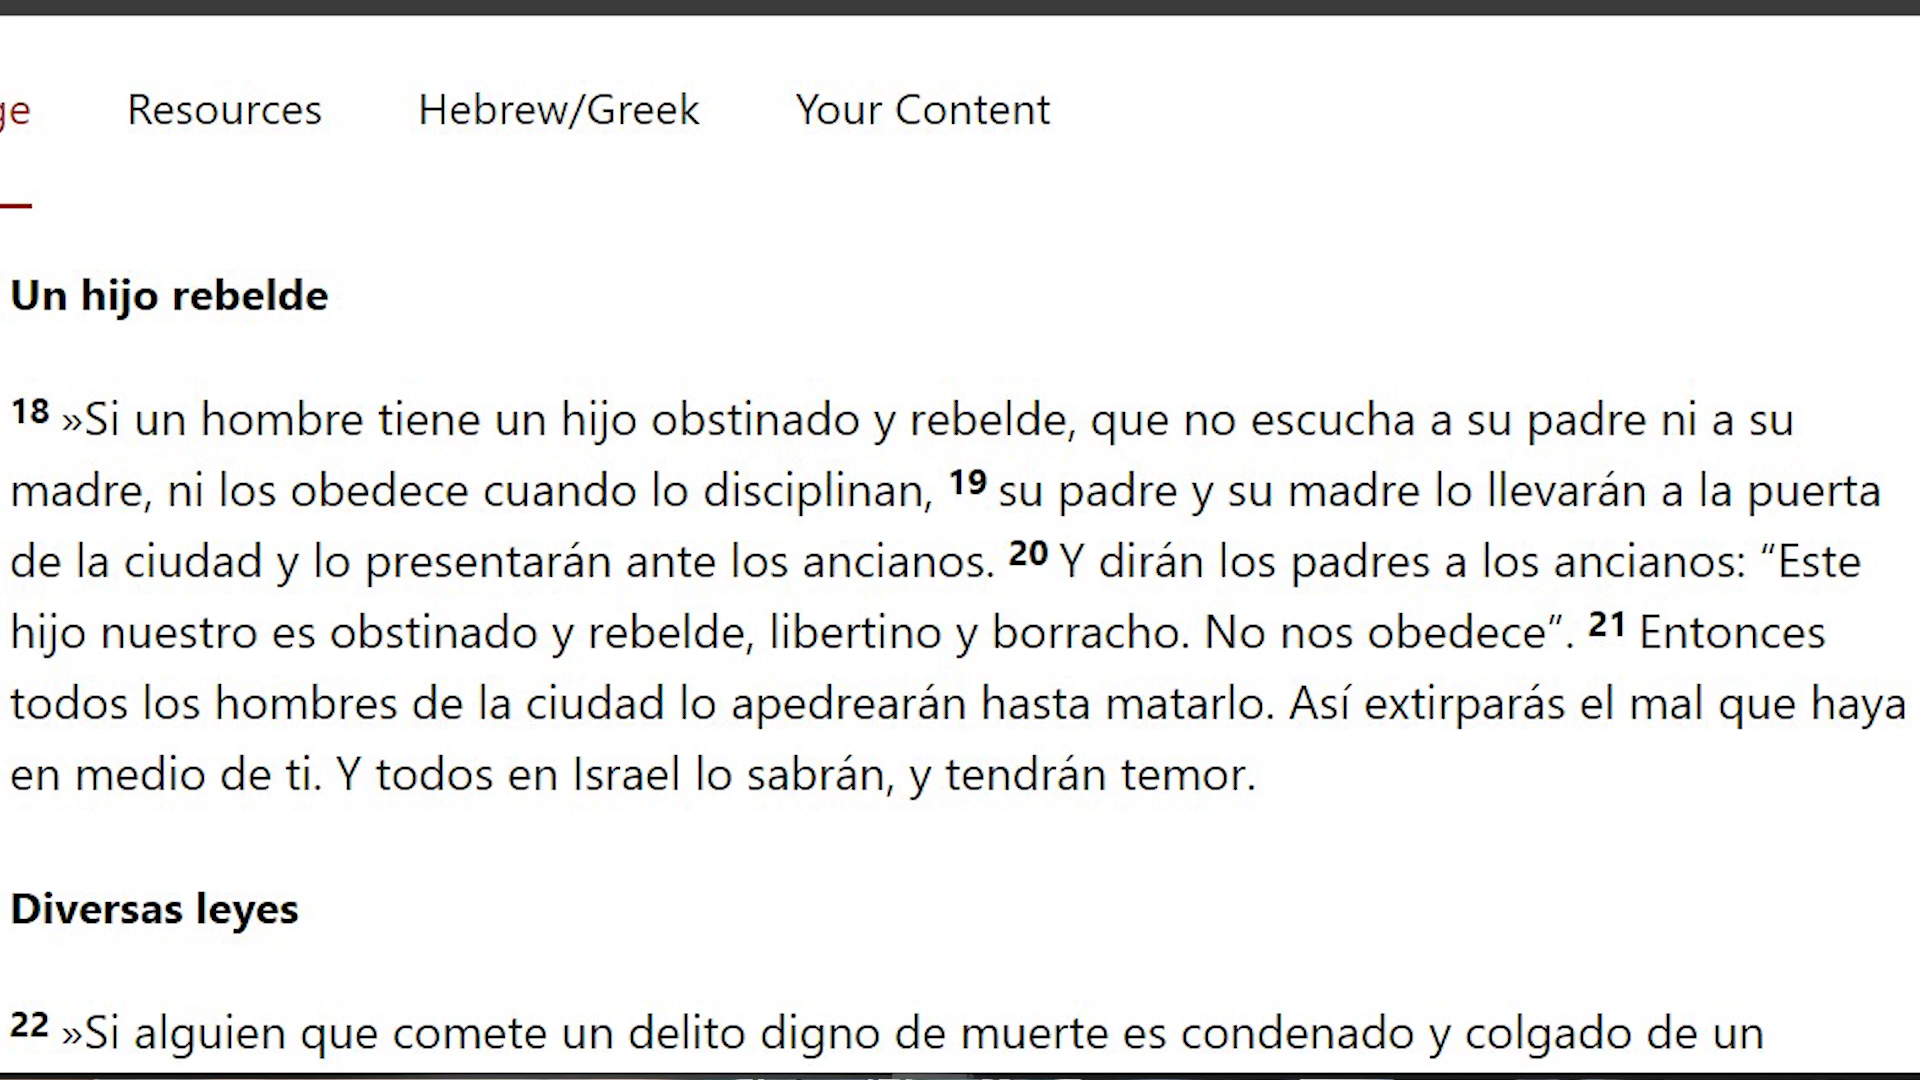 ge Resources Hebrew/Greek Your Content
Un hijo rebelde
18 »Si un hombre tiene un hijo obstinado y rebelde, que no escucha a su padre ni a su
madre, ni los obedece cuando lo disciplinan, 19 su padre y su madre lo llevarán a la puerta
de la ciudad y lo presentarán ante los ancianos. 20 Y dirán los padres a los ancianos: “Este
hijo nuestro es obstinado y rebelde, libertino y borracho. No nos obedece”. 21 Entonces
todos los hombres de la ciudad lo apedrearán hasta matarlo. Así extirparás el mal que haya
en medio de ti. Y todos en Israel lo sabrán, y tendrán temor.
Diversas leyes
22 »Si alguien que comete un delito digno de muerte es condenado y colgado de un